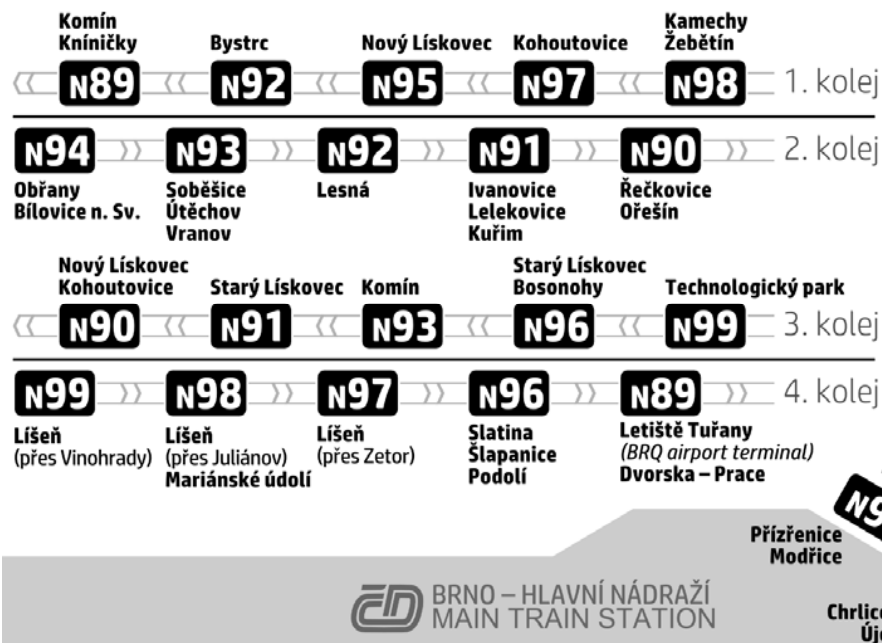 Komín
Kníničky
Bystrc
Nový Lískovec
Kohoutovice
Kamechy
Žebětín
N89
N92
N95
N97
N98
1. kolej
N94
N93
N92
N91
N90
2. kolej
Obřany
Bílovice n. Sv.
Soběšice
Útěchov
Vranov
Lesná
Ivanovice
Lelekovice
Kuřim
Řečkovice
Ořešín
Nový Lískovec
Kohoutovice
Starý Lískovec
Komín
Starý Lískovec
Bosonohy
Technologický park
N90
N91
N93
N96
N99
3. kolej
N99
N98
N97
N96
N89
4. kolej
Líšeň
(přes Vinohrady)
Líšeň
(přes Juliánov)
Mariánské údolí
Líšeň
(přes Zetor)
Slatina
Šlapanice
Podolí
Letiště Tuřany
(BRQ airport terminal)
Dvorska – Prace
Přízřenice
Modřice
ČD BRNO – HLAVNÍ NÁDRAŽÍ
MAIN TRAIN STATION